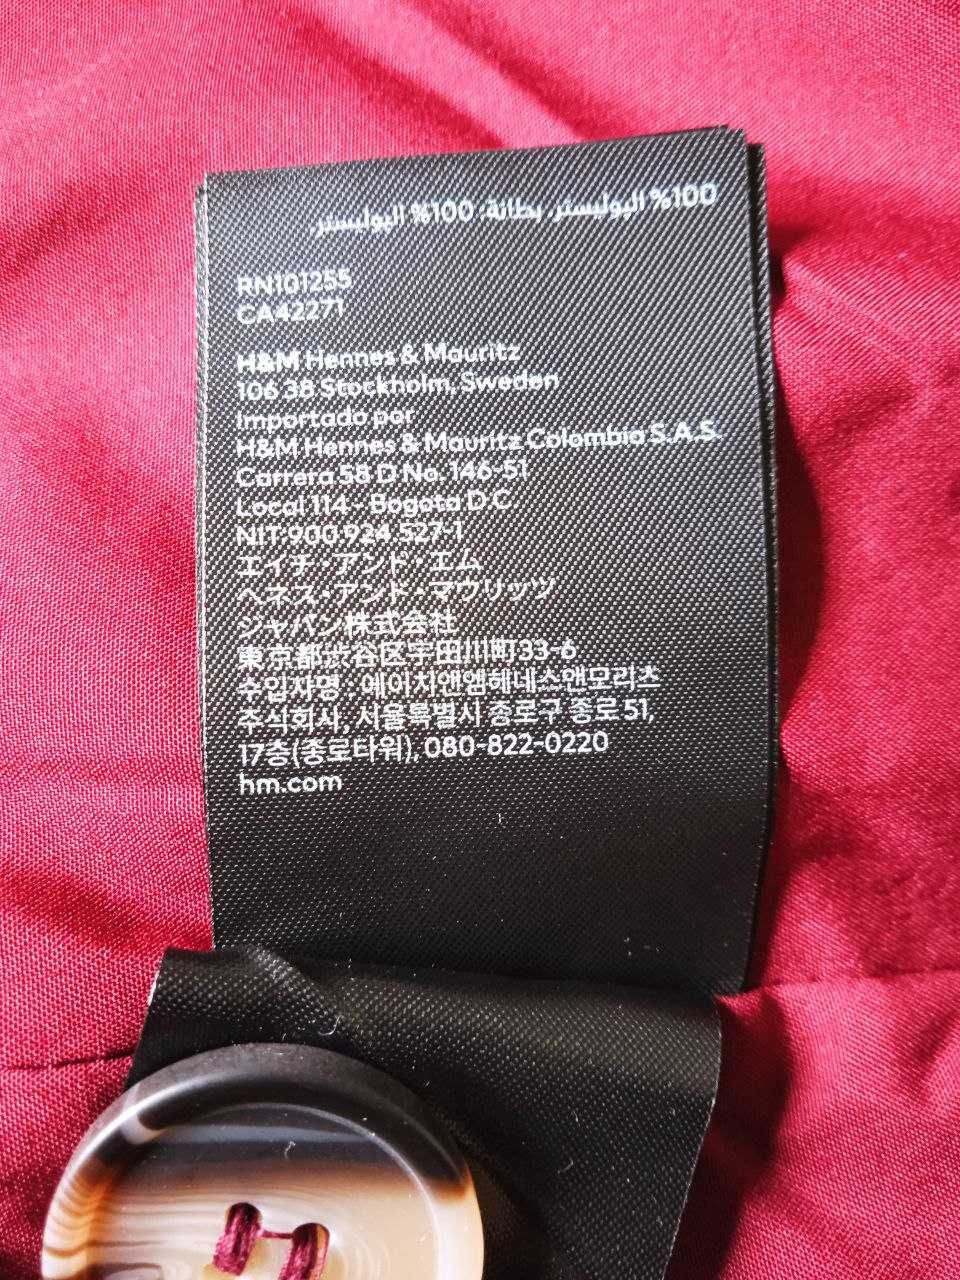 100% البوليستر. بطانة: 100% البوليستر.
RN101255
CA42271
H&M Hennes & Mauritz
106 38 Stockholm, Sweden
Importado por
H&M Hennes & Mauritz Colombia S.A.S.
Carrera 58 D No. 146-51
Local 114 - Bogota D.C
NIT:900.924.527-1
エイチ・アンド・エム
ヘネス・アンド・マウリッツ
ジャパン株式会社
東京都渋谷区宇田川町33-6
수입자명 : 에이치앤엠헤네스앤모리츠
주식회사, 서울특별시 종로구 종로 51,
17층(종로타워), 080-822-0220
hm.com